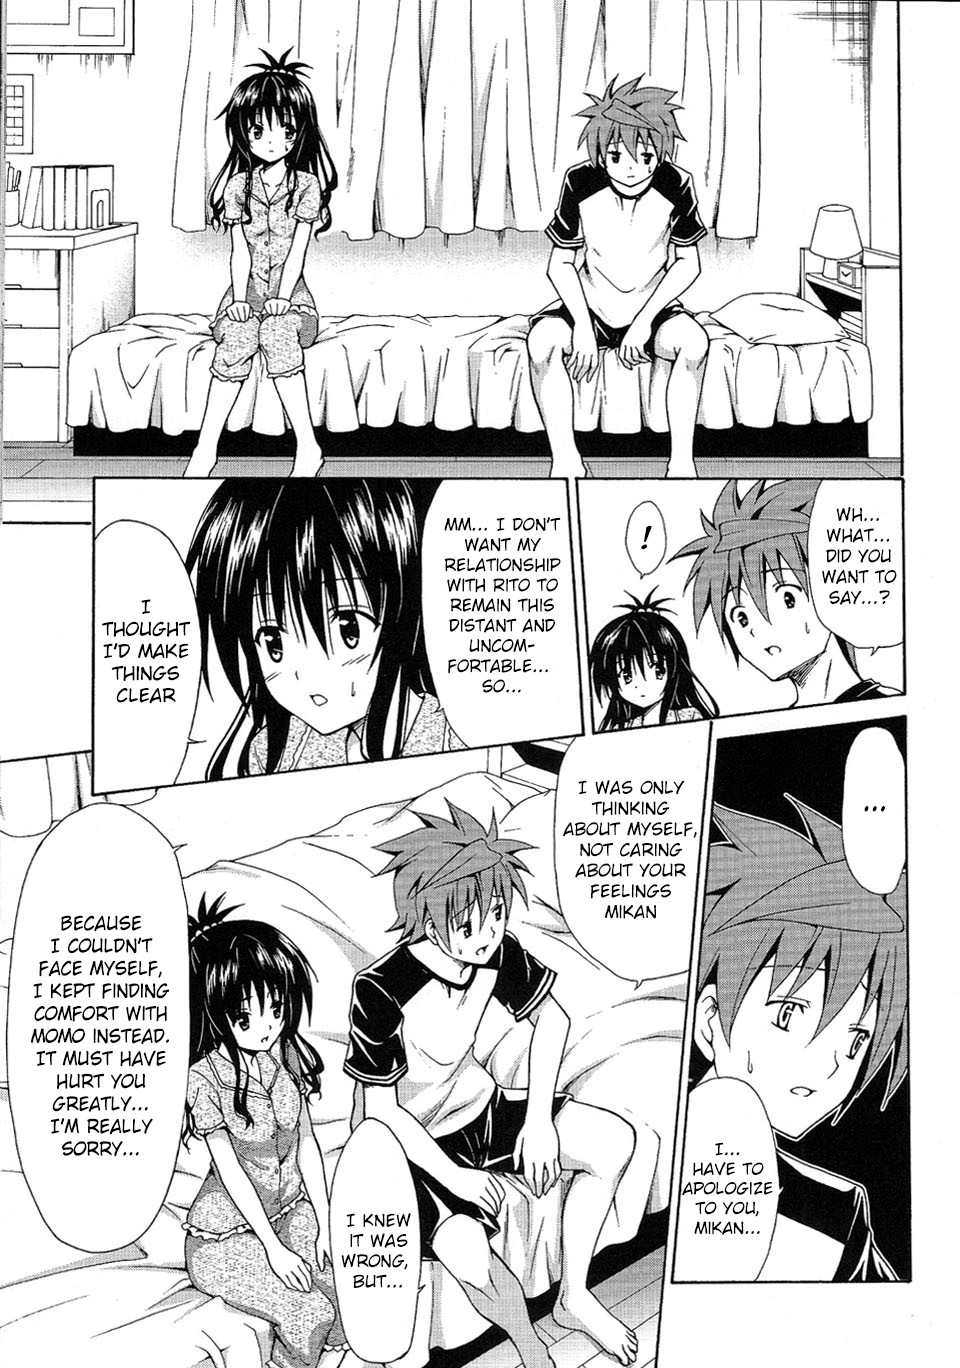 WH...
WHAT...
DID YOU
WANT TO
SAY...?
!
MM... I DON'T
WANT MY
RELATIONSHIP
WITH RITO TO
REMAIN THIS
DISTANT AND
UNCOM-
FORTABLE...
SO...
I
THOUGHT
I'D MAKE
THINGS
CLEAR
...
I...
HAVE TO
APOLOGIZE
TO YOU,
MIKAN...
I WAS ONLY
THINKING
ABOUT MYSELF,
NOT CARING
ABOUT YOUR
FEELINGS
MIKAN
I KNEW
IT WAS
WRONG,
BUT...
BECAUSE
I COULDN'T
FACE MYSELF,
I KEPT FINDING
COMFORT WITH
MOMO INSTEAD.
IT MUST HAVE
HURT YOU
GREATLY...
I'M REALLY
SORRY...